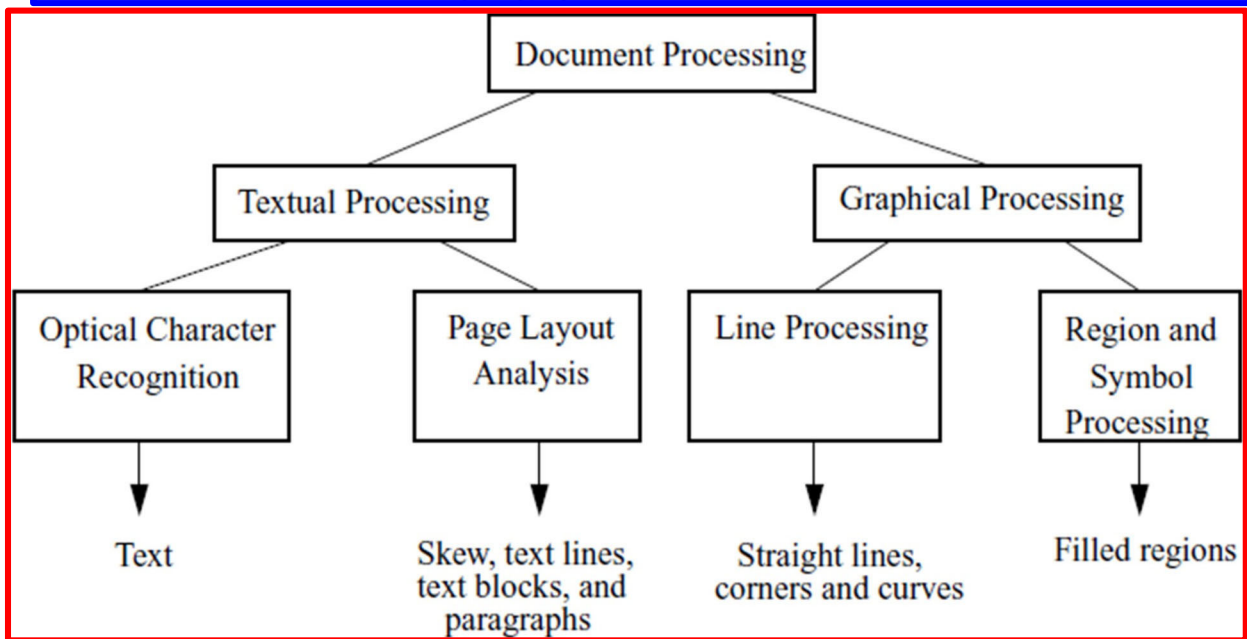 Document Processing
Textual Processing
Graphical Processing
Optical Character
Recognition
Page Layout
Analysis
Line Processing
Region and
Symbol
Processing
Text
Skew, text lines,
text blocks, and
paragraphs
Straight lines,
corners and curves
Filled regions